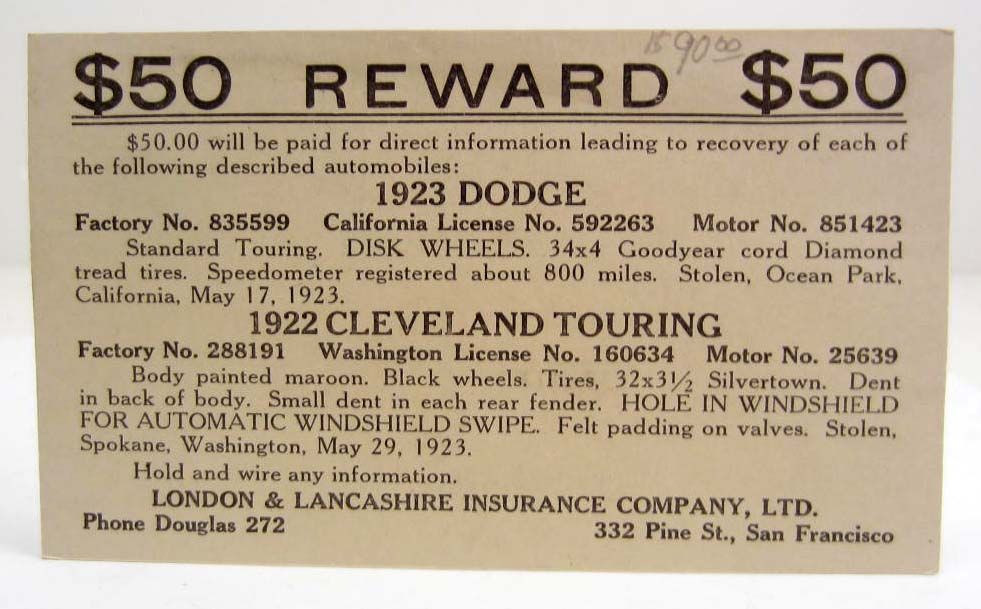 90.00
$50 REWARD $50
$50.00 will be paid for direct information leading to recovery of each of
the following described automobiles:
1923 DODGE
Factory No. 835599 California License No. 592263 Motor No. 851423
Standard Touring. DISK WHEELS. 34x4 Goodyear cord Diamond
tread tires. Speedometer registered about 800 miles. Stolen, Ocean Park,
California, May 17, 1923.
1922 CLEVELAND TOURING
Factory No. 288191 Washington License No. 160634 Motor No. 25639
Body painted maroon. Black wheels. Tires, 32x3½ Silvertown. Dent
in back of body. Small dent in each rear fender. HOLE IN WINDSHIELD
FOR AUTOMATIC WINDSHIELD SWIPE. Felt padding on valves. Stolen,
Spokane, Washington, May 29, 1923.
Hold and wire any information.
LONDON & LANCASHIRE INSURANCE COMPANY, LTD.
Phone Douglas 272 332 Pine St., San Francisco